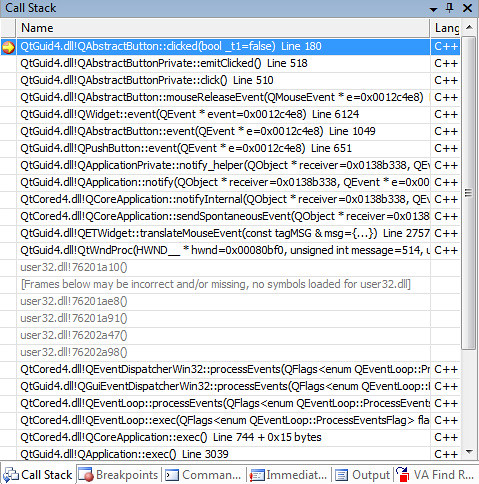 Call Stack
Name Lang
QtGuid4.dll!QAbstractButton::clicked(bool _t1=false) Line 180 C++
QtGuid4.dll!QAbstractButtonPrivate::emitClicked() Line 518 C++
QtGuid4.dll!QAbstractButtonPrivate::click() Line 510 C++
QtGuid4.dll!QAbstractButton::mouseReleaseEvent(QMouseEvent * e=0x0012c4e8) C++
QtGuid4.dll!QWidget::event(QEvent * event=0x0012c4e8) Line 6124 C++
QtGuid4.dll!QAbstractButton::event(QEvent * e=0x0012c4e8) Line 1049 C++
QtGuid4.dll!QPushButton::event(QEvent * e=0x0012c4e8) Line 651 C++
QtGuid4.dll!QApplicationPrivate::notify_helper(QObject * receiver=0x0138b338, QEv C++
QtGuid4.dll!QApplication::notify(QObject * receiver=0x0138b338, QEvent * e=0x0 C++
QtCored4.dll!QCoreApplication::notifyInternal(QObject * receiver=0x0138b338, QEv C++
QtCored4.dll!QCoreApplication::sendSpontaneousEvent(QObject * receiver=0x0138 C++
QtGuid4.dll!QETWidget::translateMouseEvent(const tagMSG & msg={...}) Line 2757 C++
QtGuid4.dll!QtWndProc(HWND__ * hwnd=0x00080bf0, unsigned int message=514, u C++
user32.dll!76201a10()
[Frames below may be incorrect and/or missing, no symbols loaded for user32.dll]
user32.dll!76201ae8()
user32.dll!76201a91()
user32.dll!76202a47()
user32.dll!76202a98()
QtCored4.dll!QEventDispatcherWin32::processEvents(QFlags<enum QEventLoop::Pr C++
QtGuid4.dll!QGuiEventDispatcherWin32::processEvents(QFlags<enum QEventLoop:: C++
QtCored4.dll!QEventLoop::processEvents(QFlags<enum QEventLoop::ProcessEvents C++
QtCored4.dll!QEventLoop::exec(QFlags<enum QEventLoop::ProcessEventsFlag> flag C++
QtCored4.dll!QCoreApplication::exec() Line 744 + 0x15 bytes C++
QtGuid4.dll!QApplication::exec() Line 3039 C++
Call Stack Breakpoints Comman... Immediat... Output VA Find R...